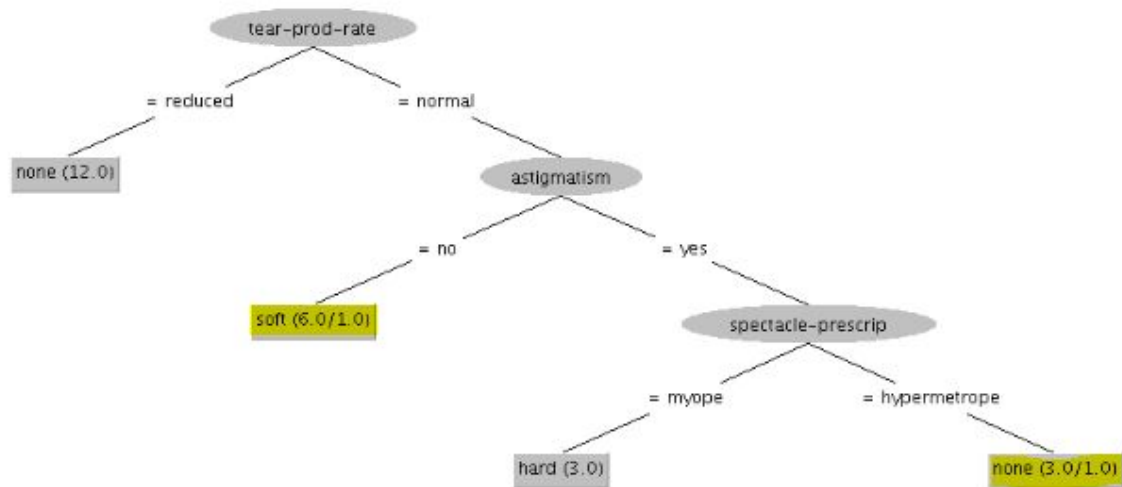 tear-prod-rate
= reduced
= normal
none (12.0)
astigmatism
= no
= yes
soft (6.0/1.0)
spectacle-prescrip
= myope
= hypermetrope
hard (3.0)
none (3.0/1.0)